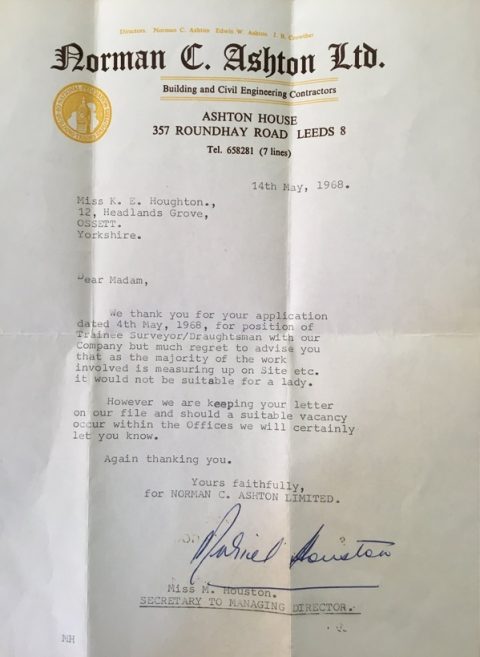 Directors. Norman C. Ashton Edwin W. Ashton. J. B. Crowther
Norman C. Ashton Ltd.
Building and Civil Engineering Contractors
ASHTON HOUSE
357 ROUNDHAY ROAD LEEDS 8
Tel. 658281 (7 lines)
14th May, 1968.
Miss K. E. Houghton.,
12, Headlands Grove,
OSSETT.
Yorkshire.
Dear Madam,
We thank you for your application
dated 4th May, 1968, for position of
Trainee Surveyor/Draughtsman with our
Company but much regret to advise you
that as the majority of the work
involved is measuring up on Site etc.
it would not be suitable for a lady.
However we are keeping your letter
on our file and should a suitable vacancy
occur within the Offices we will certainly
let you know.
Again thanking you.
Yours faithfully,
for NORMAN C. ASHTON LIMITED.
Houston
Miss M. Houston.
SECRETARY TO MANAGING DIRECTOR.
MH